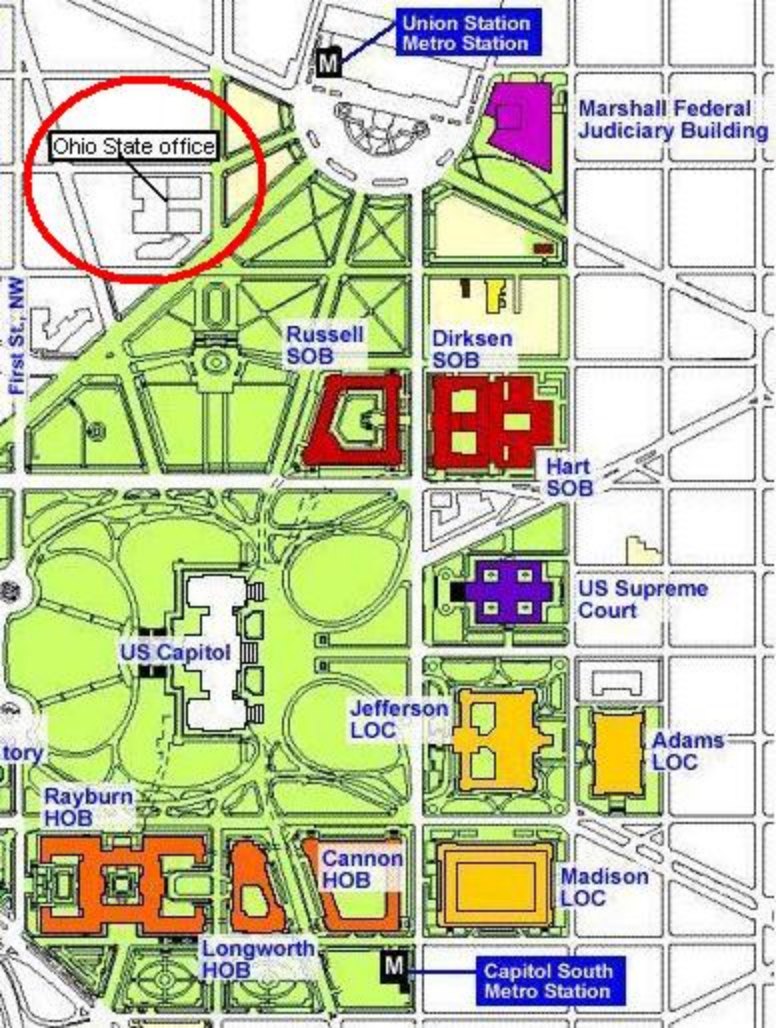 Union Station
Metro Station
M
Marshall Federal
Judiciary Building
Ohio State office
First St., NW
Russell
SOB
Dirksen
SOB
Hart
SOB
US Supreme
Court
US Capitol
Jefferson
LOC
Adams
LOC
tory
Rayburn
HOB
Cannon
HOB
Madison
LOC
Longworth
HOB
M
Capitol South
Metro Station